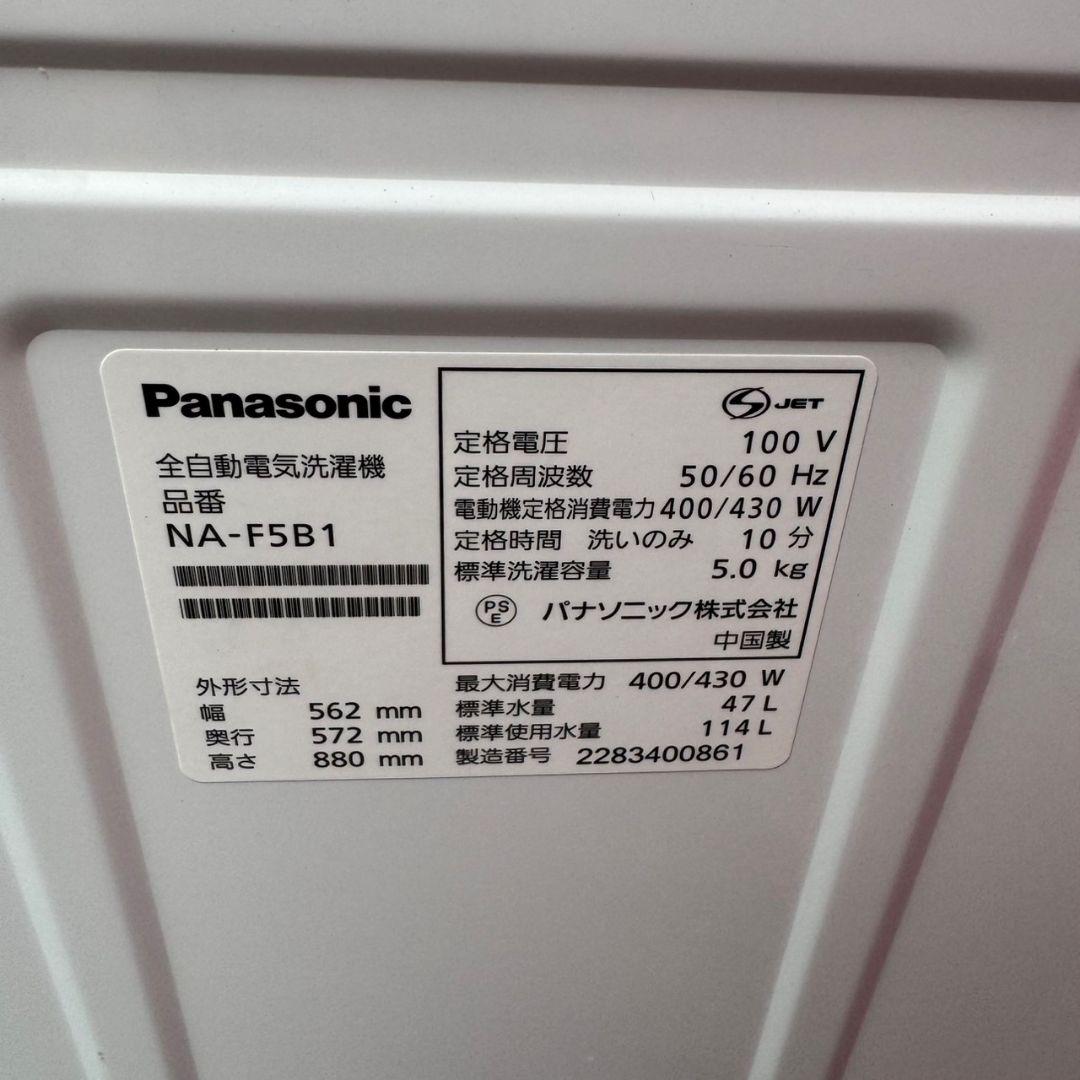 Panasonic
全自動電気洗濯機
品番
NA-F5B1
外形寸法
幅 562 mm
奥行 572 mm
高さ 880 mm
S JET
定格電圧 100 V
定格周波数 50/60 Hz
電動機定格消費電力 400/430 W
定格時間 洗いのみ 10 分
標準洗濯容量 5.0 kg
PSE パナソニック株式会社
中国製
最大消費電力 400/430 W
標準水量 47 L
標準使用水量 114 L
製造番号 2283400861